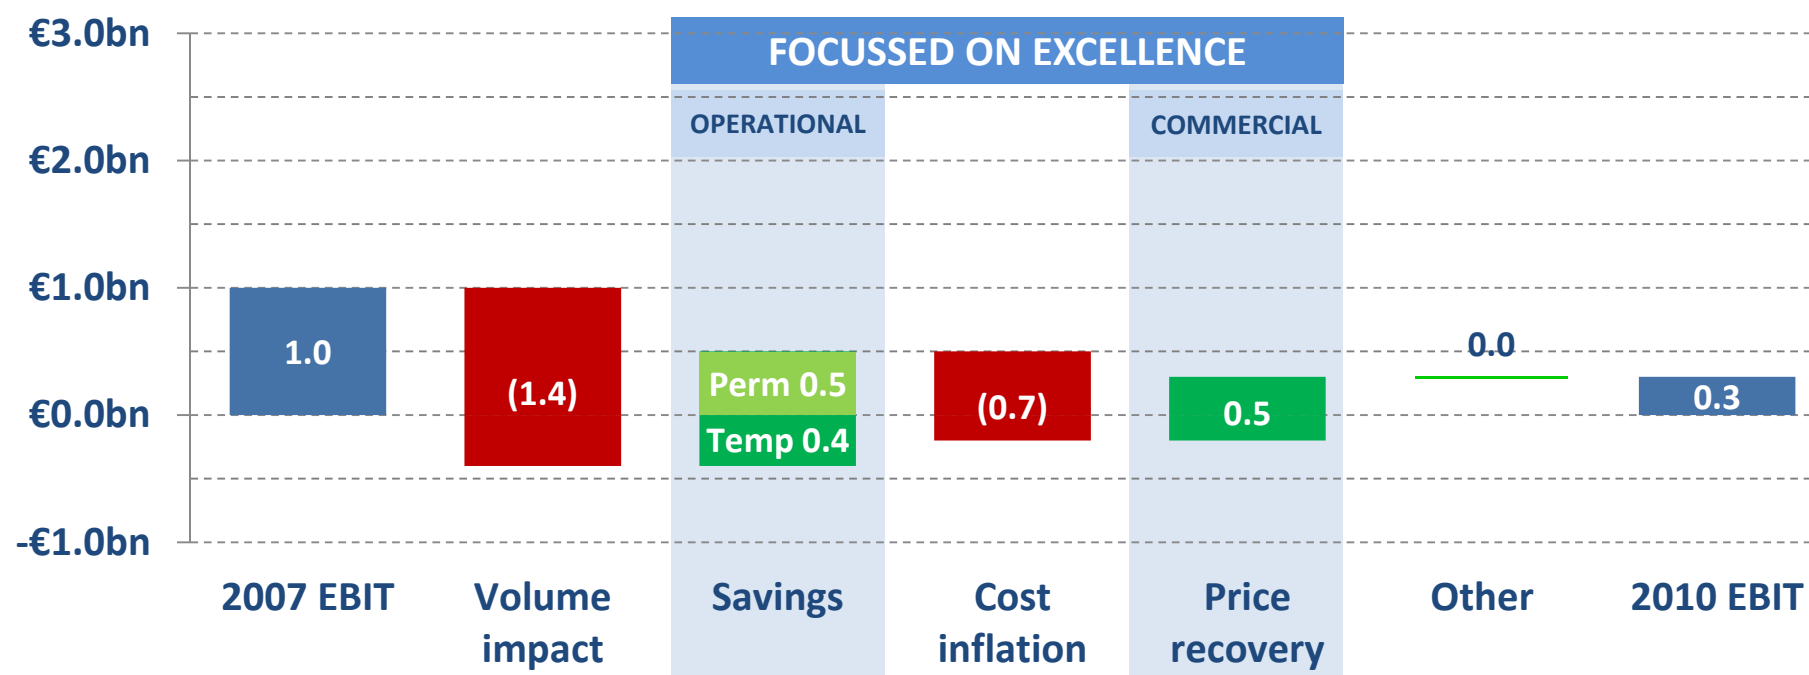 €3.0bn
FOCUSSED ON EXCELLENCE
OPERATIONAL
COMMERCIAL
€2.0bn
€1.0bn
1.0
(1.4)
Perm 0.5
Temp 0.4
(0.7)
0.5
0.0
0.3
€0.0bn
-€1.0bn
2007 EBIT
Volume
impact
Savings
Cost
inflation
Price
recovery
Other
2010 EBIT